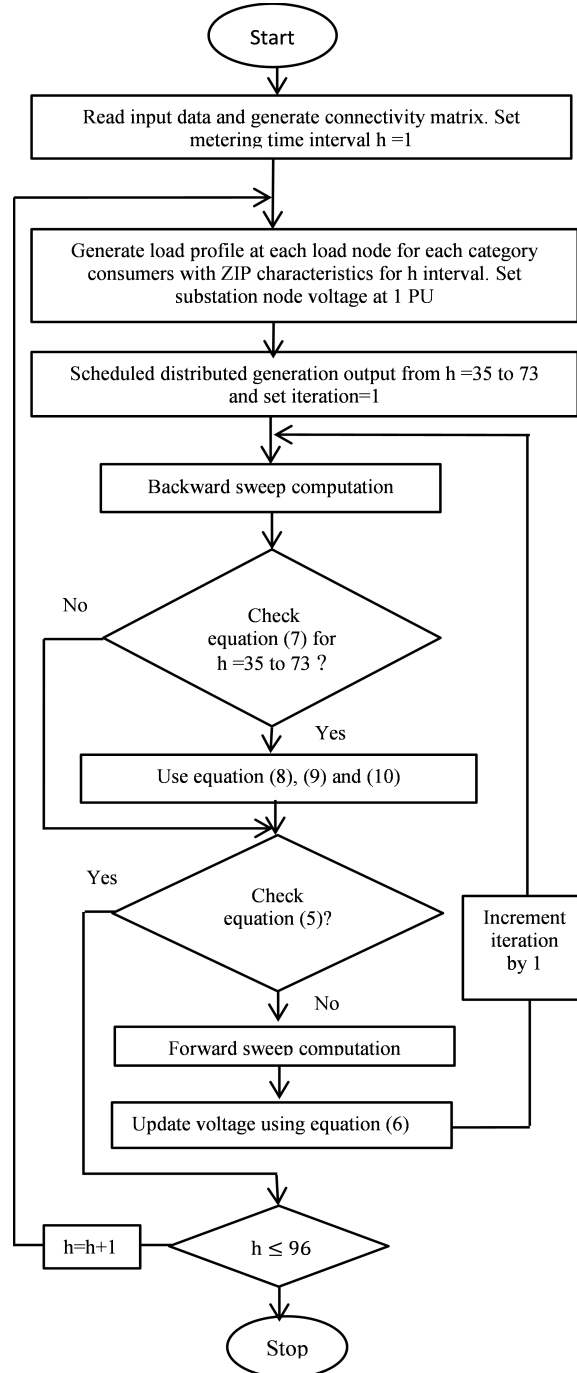 Start
Read input data and generate connectivity matrix. Set
metering time interval h =1
Generate load profile at each load node for each category
consumers with ZIP characteristics for h interval. Set
substation node voltage at 1 PU
Scheduled distributed generation output from h =35 to 73
and set iteration=1
Backward sweep computation
No
Check
equation (7) for
h =35 to 73 ?
Yes
Use equation (8), (9) and (10)
Yes
Check
equation (5)?
Increment
iteration
by 1
No
Forward sweep computation
Update voltage using equation (6)
h=h+1
h ≤ 96
Stop